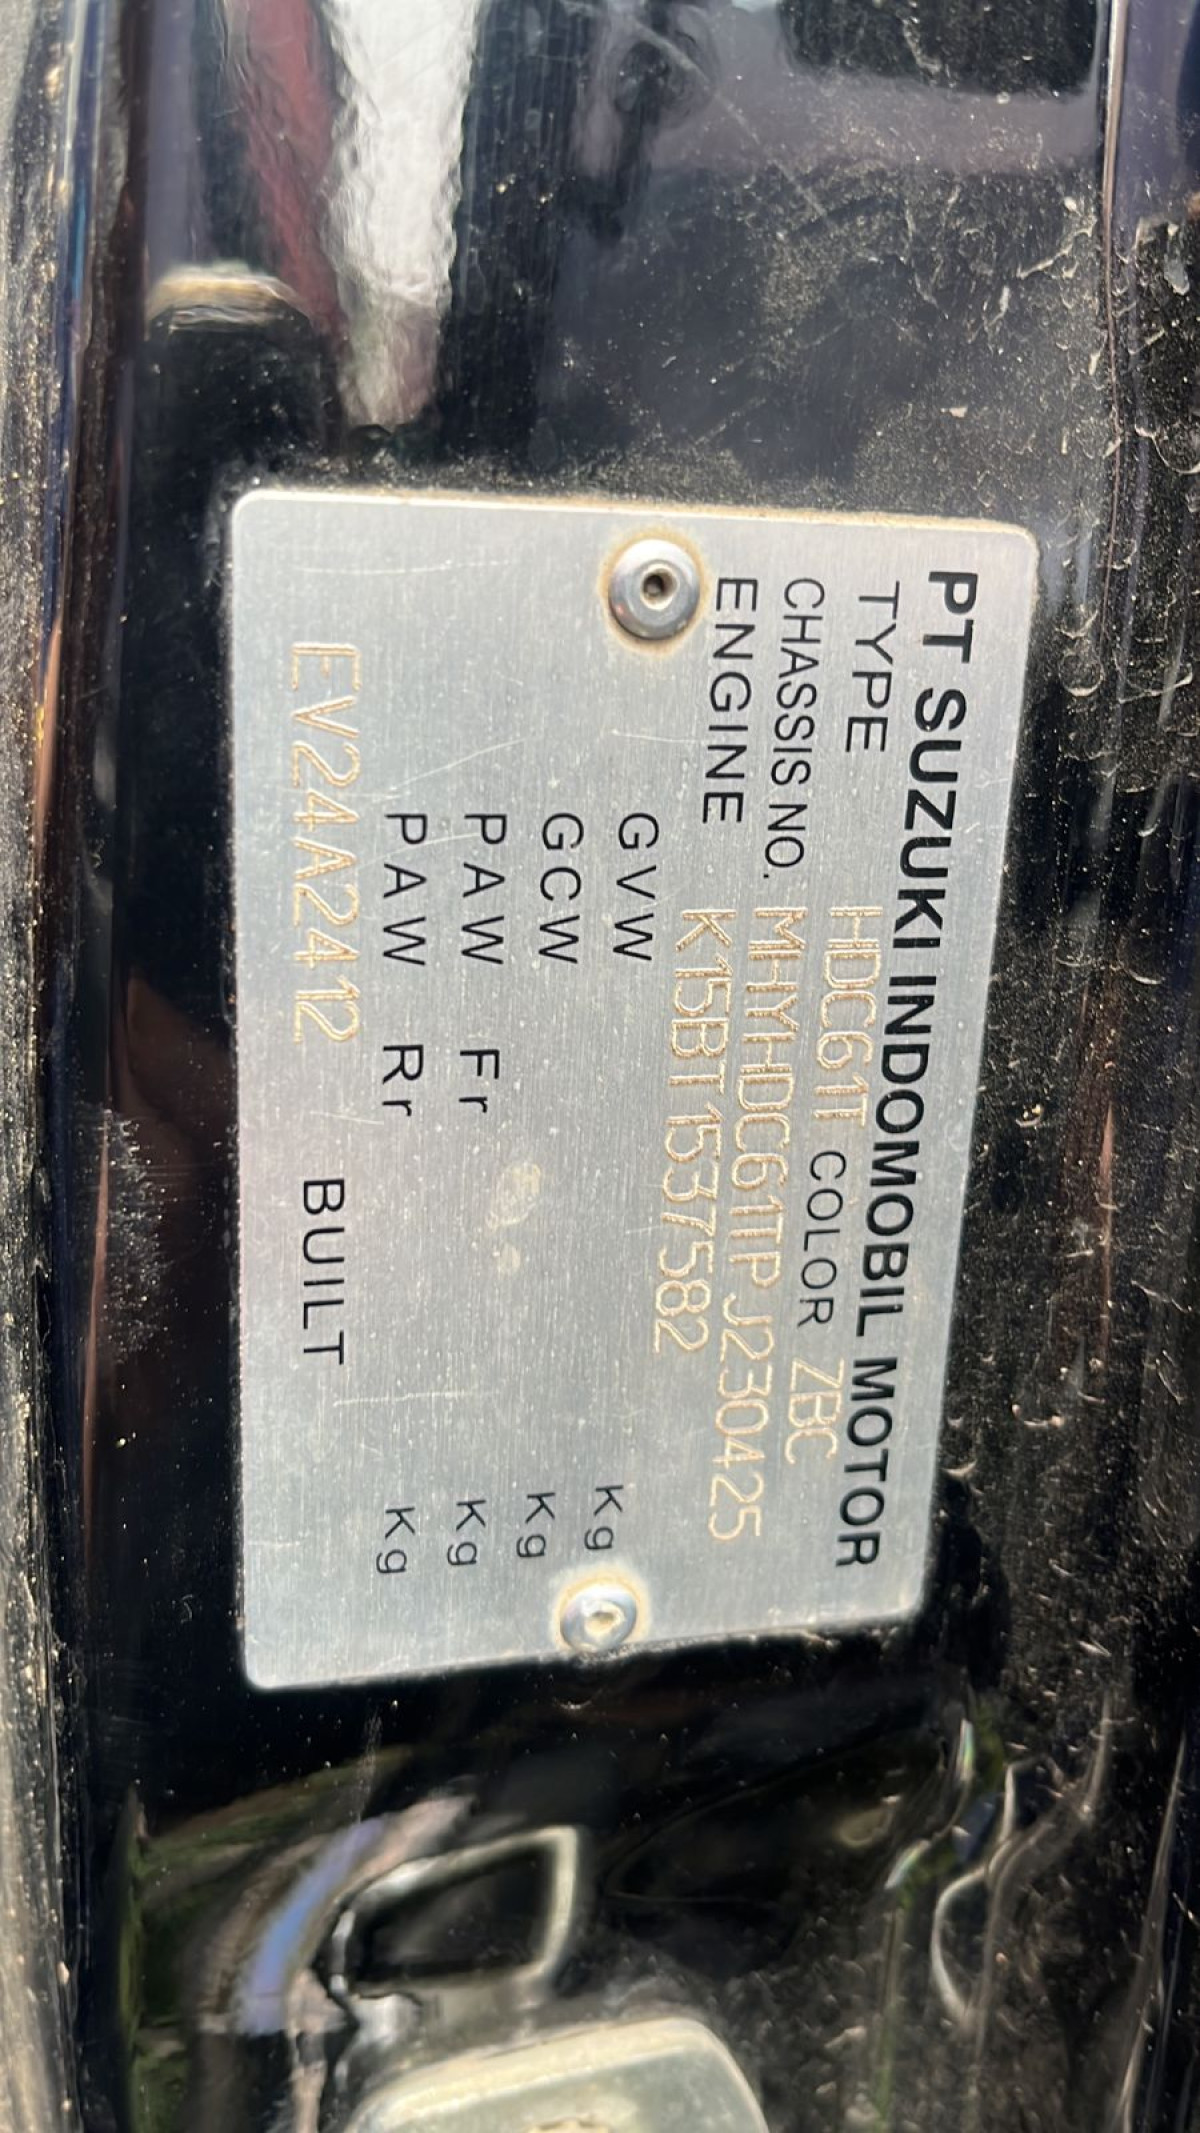 PT SUZUKI INDOMOBIL MOTOR
TYPE HDC61T COLOR ZBC
CHASSIS NO. MHYHDC61TPJ230425
ENGINE K15BT1537582
GVW Kg
GCW Kg
PAW Fr Kg
PAW Rr Kg
EV24A2412 BUILT